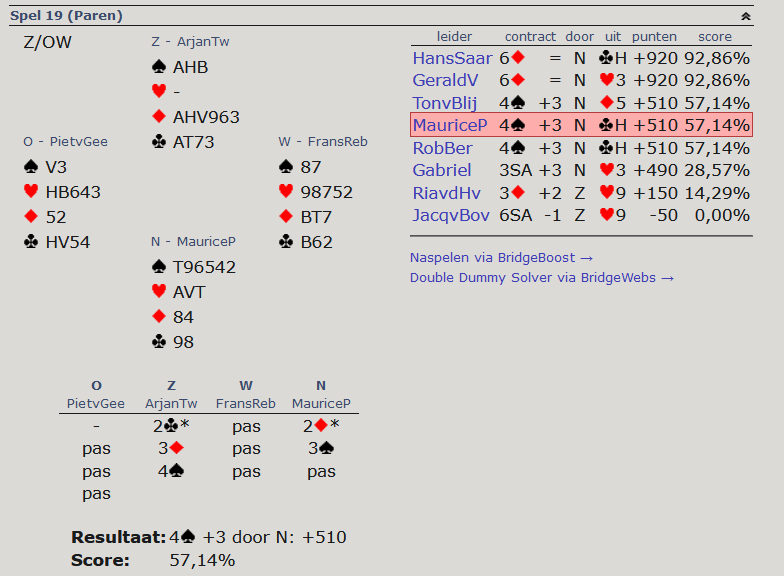 Spel 19 (Paren)
Z/OW
Z - ArjanTw
♠ AHB
♥ -
♦ AHV963
♣ AT73
O - PietvGee
♠ V3
♥ HB643
♦ 52
♣ HV54
W - FransReb
♠ 87
♥ 98752
♦ BT7
♣ B62
N - MauriceP
♠ T96542
♥ AVT
♦ 84
♣ 98
leider contract door uit punten score
HansSaar 6♦ = N ♣H +920 92,86%
GeraldV 6♦ = N ♥3 +920 92,86%
TonvBlij 4♠ +3 N ♦5 +510 57,14%
MauriceP 4♠ +3 N ♣H +510 57,14%
RobBer 4♠ +3 N ♣H +510 57,14%
Gabriel 3SA +3 N ♥3 +490 28,57%
RiavdHv 3♦ +2 Z ♥9 +150 14,29%
JacqvBov 6SA -1 Z ♥9 -50 0,00%
Naspelen via BridgeBoost →
Double Dummy Solver via BridgeWebs →
O Z W N
PietvGee ArjanTw FransReb MauriceP
- 2♣* pas 2♦*
pas 3♦ pas 3♠
pas 4♠ pas pas
pas
Resultaat: 4♠ +3 door N: +510
Score: 57,14%